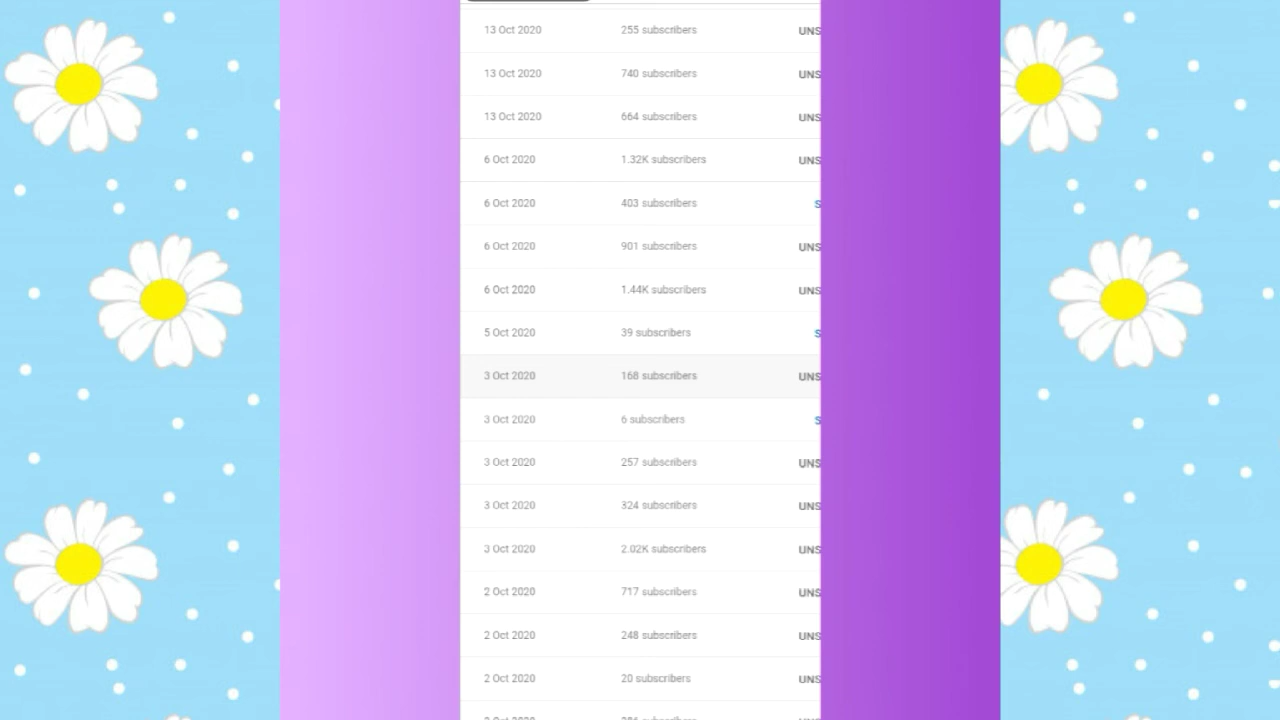 13 Oct 2020 255 subscribers UNS
13 Oct 2020 740 subscribers UNS
13 Oct 2020 664 subscribers UNS
6 Oct 2020 1.32K subscribers UNS
6 Oct 2020 403 subscribers S
6 Oct 2020 901 subscribers UNS
6 Oct 2020 1.44K subscribers UNS
5 Oct 2020 39 subscribers S
3 Oct 2020 168 subscribers UNS
3 Oct 2020 6 subscribers S
3 Oct 2020 257 subscribers UNS
3 Oct 2020 324 subscribers UNS
3 Oct 2020 2.02K subscribers UNS
2 Oct 2020 717 subscribers UNS
2 Oct 2020 248 subscribers UNS
2 Oct 2020 20 subscribers UNS